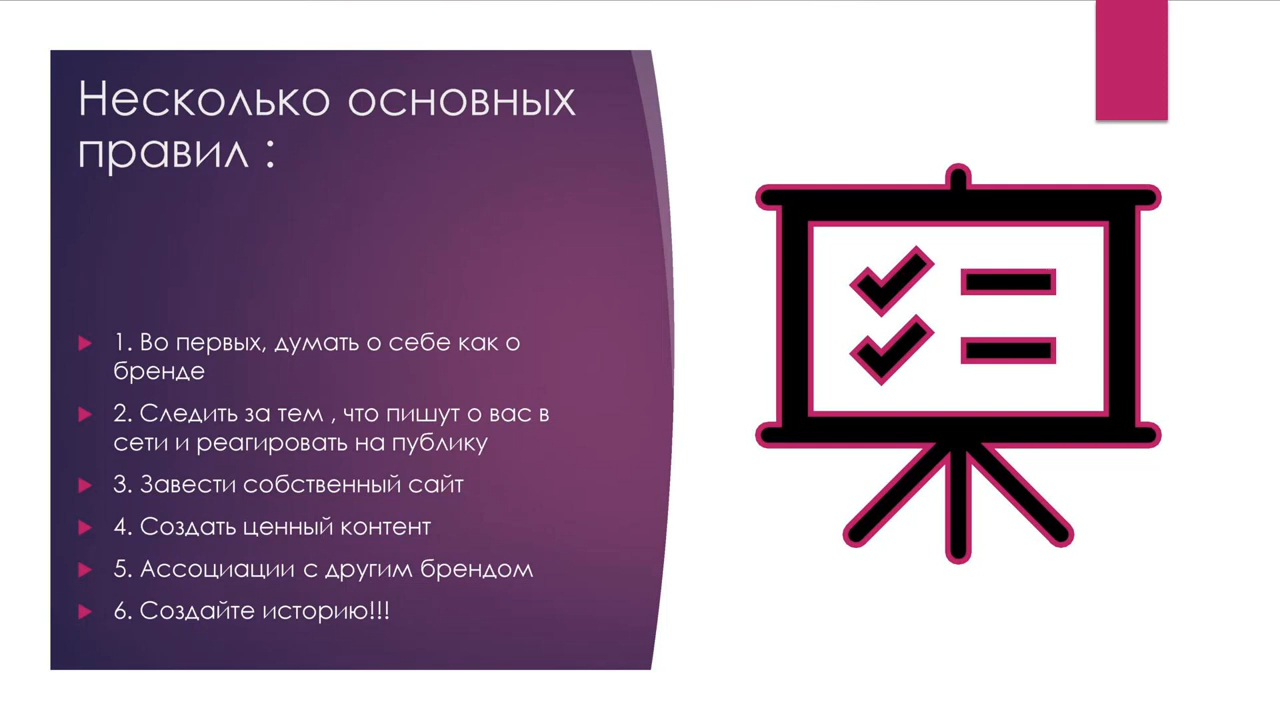 Несколько основных
правил :
1. Во первых, думать о себе как о
бренде
2. Следить за тем , что пишут о вас в
сети и реагировать на публику
3. Завести собственный сайт
4. Создать ценный контент
5. Ассоциации с другим брендом
6. Создайте историю!!!